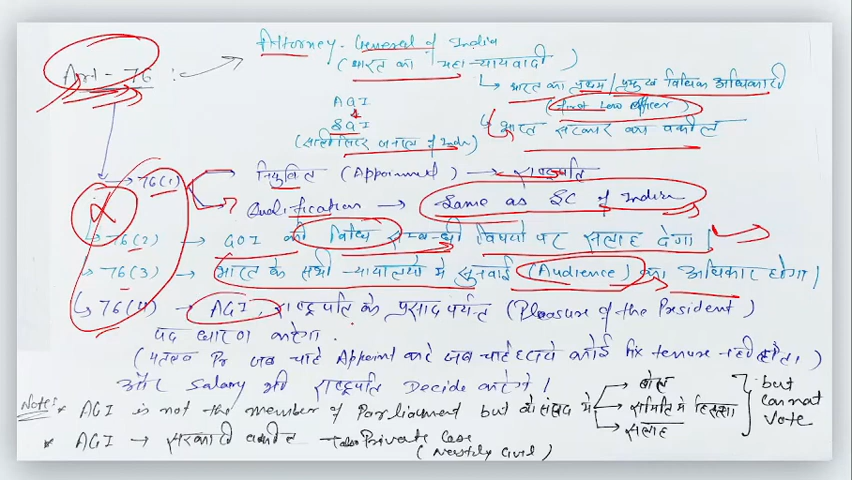 Art-76 :- Attorney-General of India
(भारत का महान्यायवादी)
भारत का प्रथम / प्रमुख विधिक अधिकारी
(first Law Officer)
भारत सरकार का वकील
AGI
SGI
(सॉलिसिटर जनरल of India)
76(1) नियुक्ति (Appointment) → राष्ट्रपति
Qualification → Same as SC of Indian
76(2) → GOI को विधि सम्बन्धी विषयों पर सलाह देगा।
76(3) → भारत के सभी न्यायालयों में सुनवाई (Audience) का अधिकार होगा।
76(4) → AGI, राष्ट्रपति के प्रसाद पर्यंत (Pleasure of the President)
पद धारण करेगा.
(मतलब Pr जब चाहे Appoint करे जब चाहे हटाये कोई fix tenure नही होता।)
और Salary भी राष्ट्रपति Decide करेंगे।
Note:- * AGI is not the member of Parliament but वो संसद में
बोल
समिति में हिस्सा
सलाह
but cannot vote
* AGI → सरकारी वकील Private Case
(Civil)